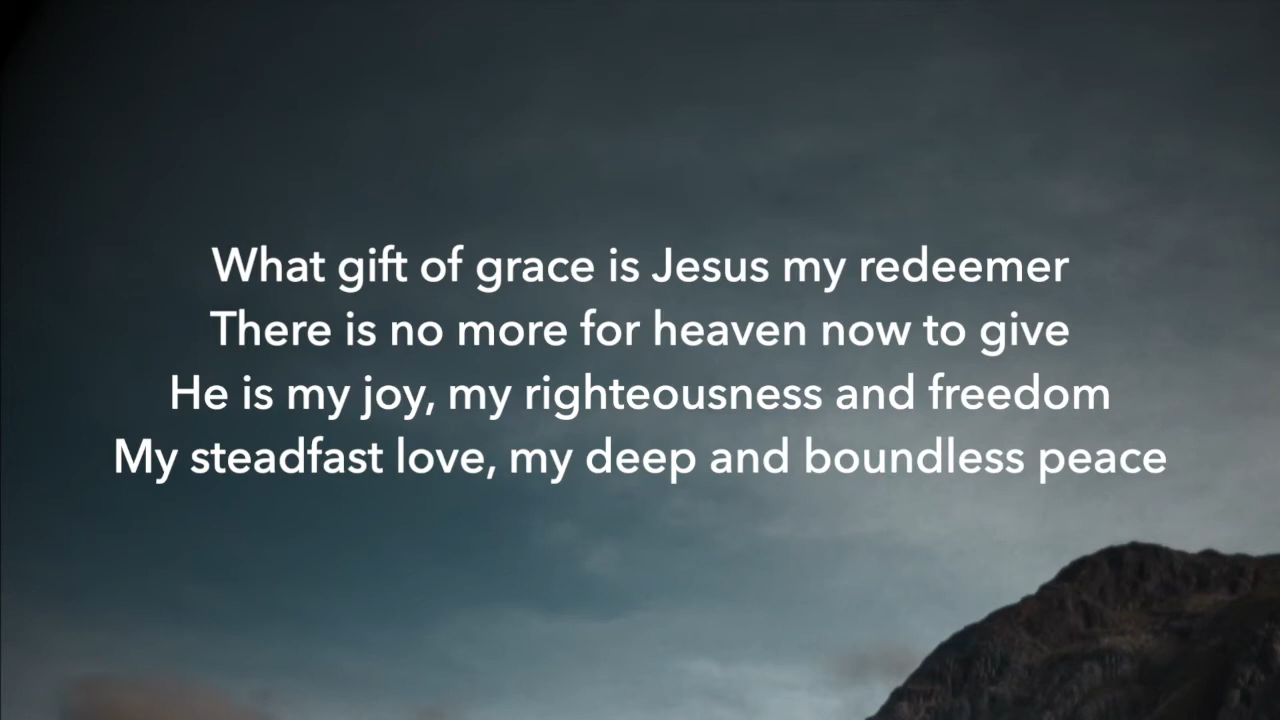 What gift of grace is Jesus my redeemer
There is no more for heaven now to give
He is my joy, my righteousness and freedom
My steadfast love, my deep and boundless peace